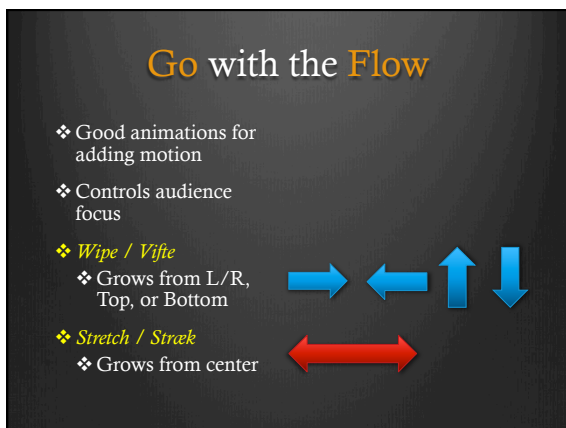 Go with the Flow
❖ Good animations for
adding motion
❖ Controls audience
focus
❖ Wipe / Vifte
❖ Grows from L/R,
Top, or Bottom
❖ Stretch / Stræk
❖ Grows from center